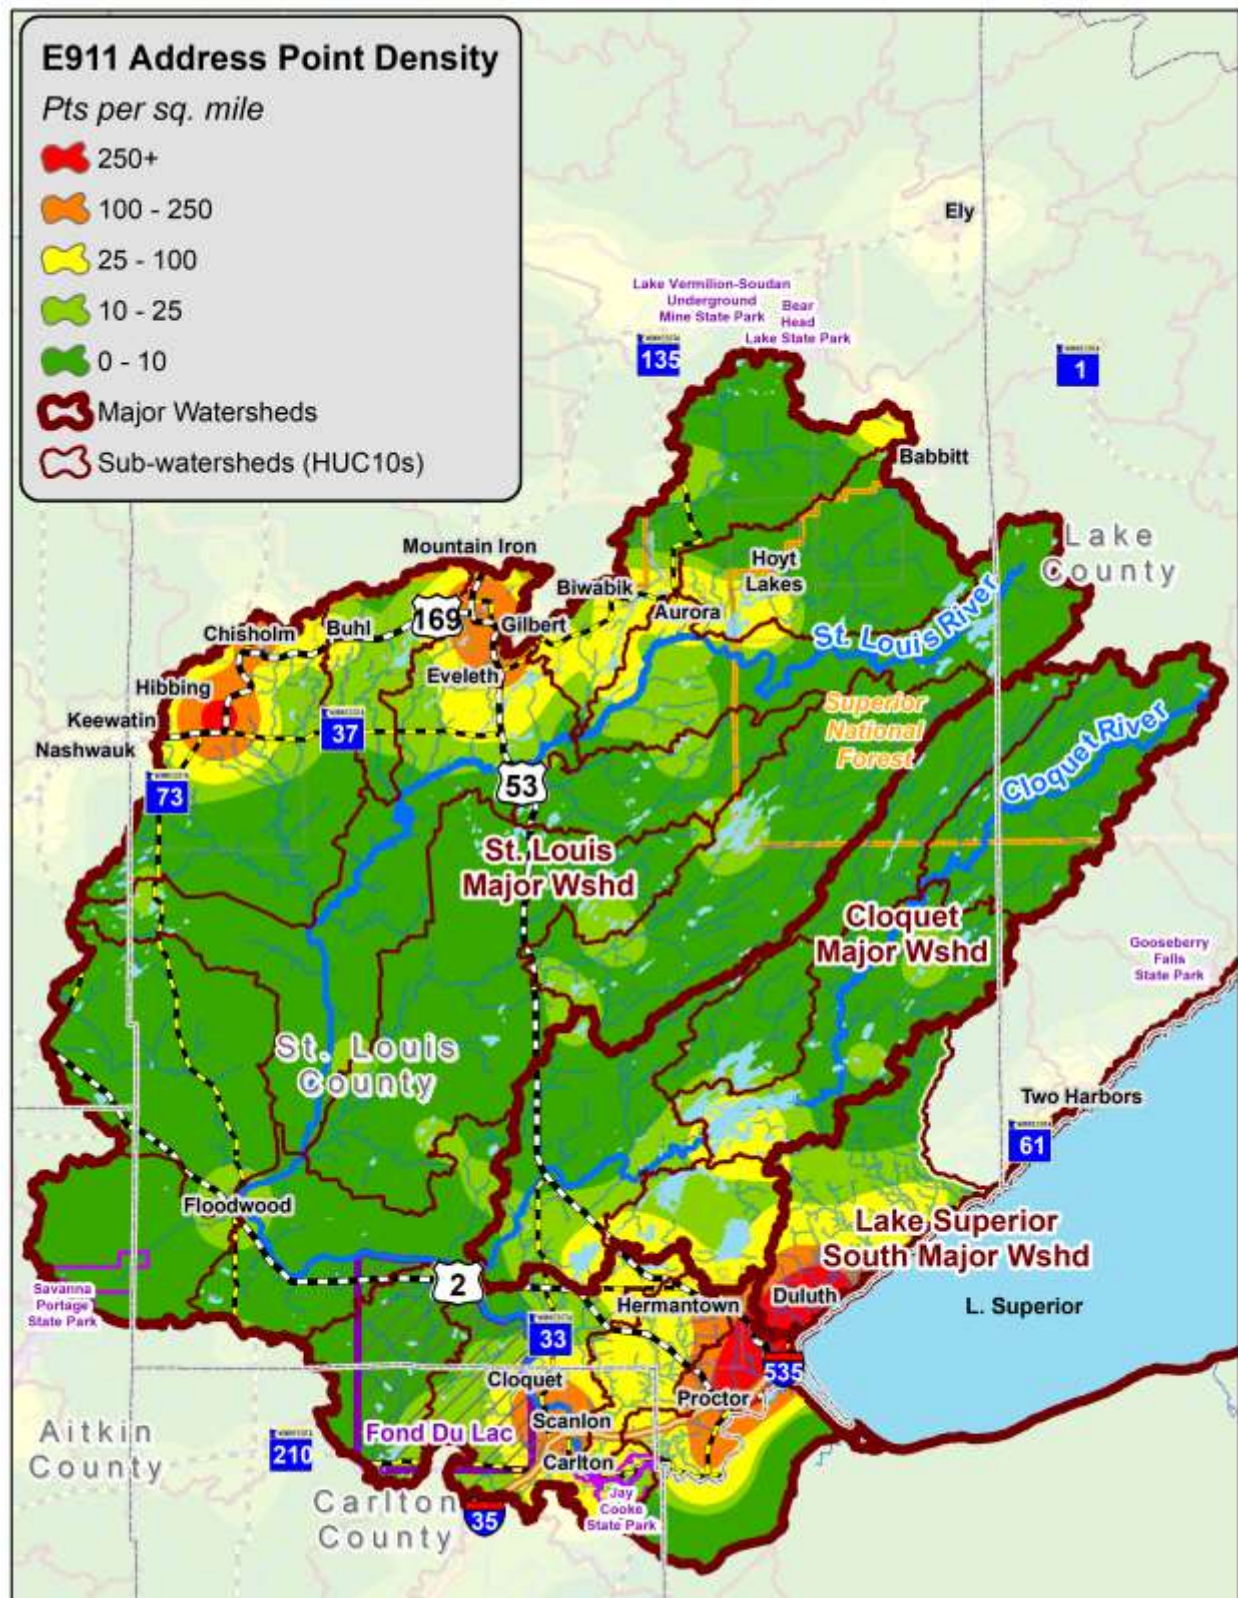 E911 Address Point Density
Pts per sq. mile
250+
100 - 250
25 - 100
10 - 25
0 - 10
Major Watersheds
Sub-watersheds (HUC10s)
Ely
Lake Vermilion-Soudan
Underground
Mine State Park
Bear
Head
Lake State Park
135
1
Babbitt
Lake
County
Mountain Iron
Hoyt
Lakes
Biwabik
Aurora
169
Gilbert
Chisholm
Buhl
St. Louis River
Eveleth
Hibbing
Keewatin
Nashwauk
37
Superior
National
Forest
Cloquet River
53
73
St. Louis
Major Wshd
Cloquet
Major Wshd
Gooseberry
Falls
State Park
St. Louis
County
Two Harbors
61
Floodwood
Lake Superior
South Major Wshd
2
Savanna
Portage
State Park
Hermantown
Duluth
L. Superior
33
535
Cloquet
Proctor
Scanlon
Aitkin
County
Fond Du Lac
210
Carlton
Jay
Cooke
State Park
Carlton
County
35